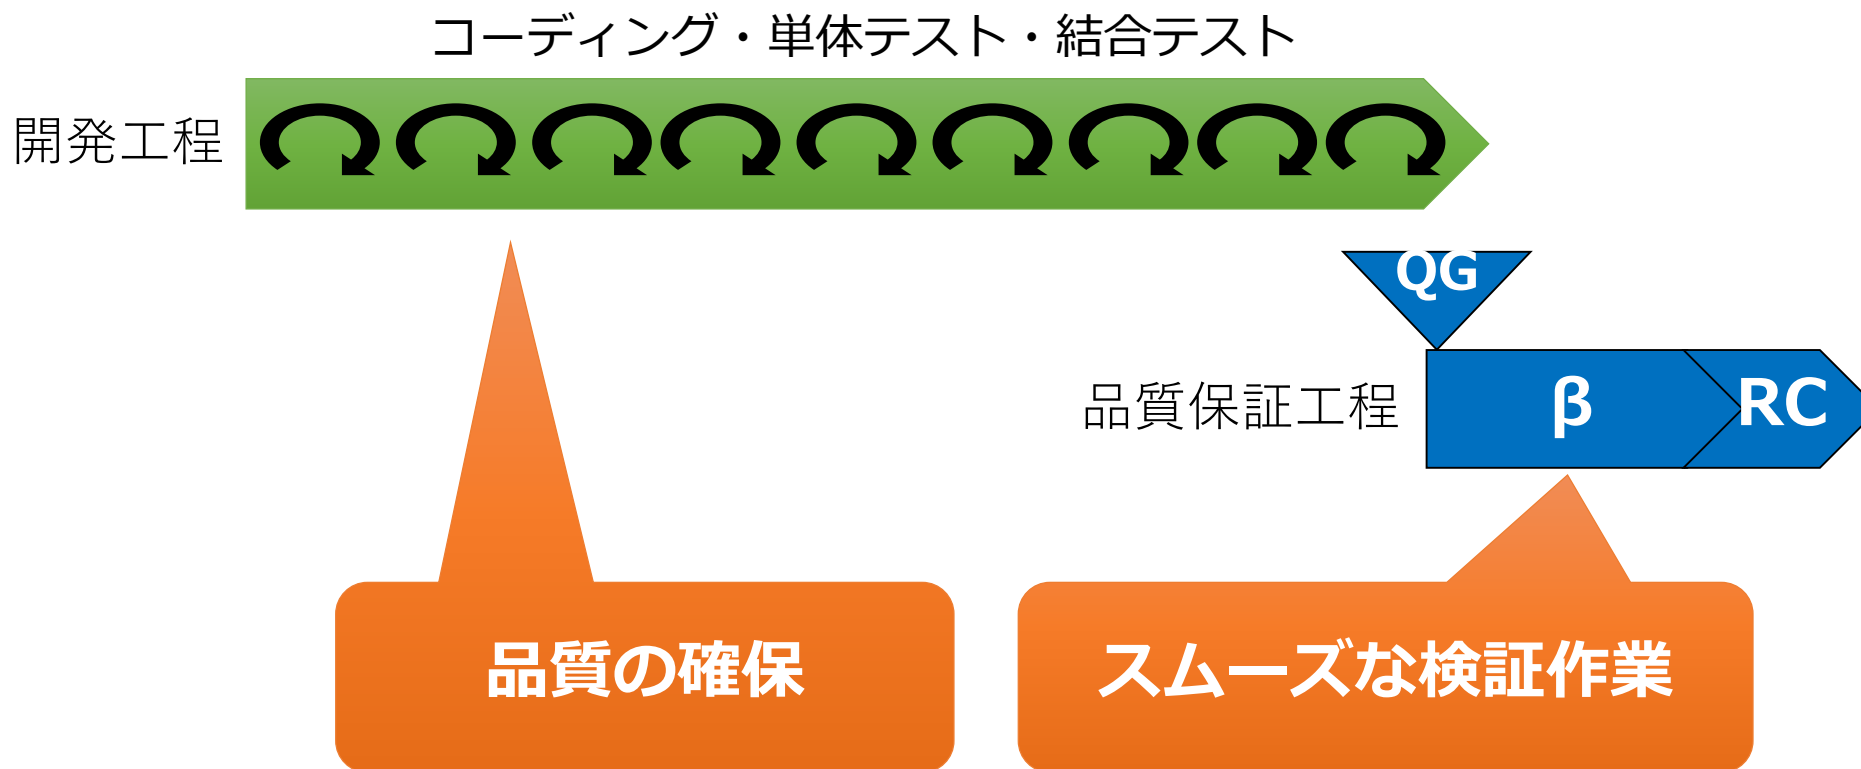 コーディング・単体テスト・結合テスト
開発工程
QG
品質保証工程
β
RC
品質の確保
スムーズな検証作業